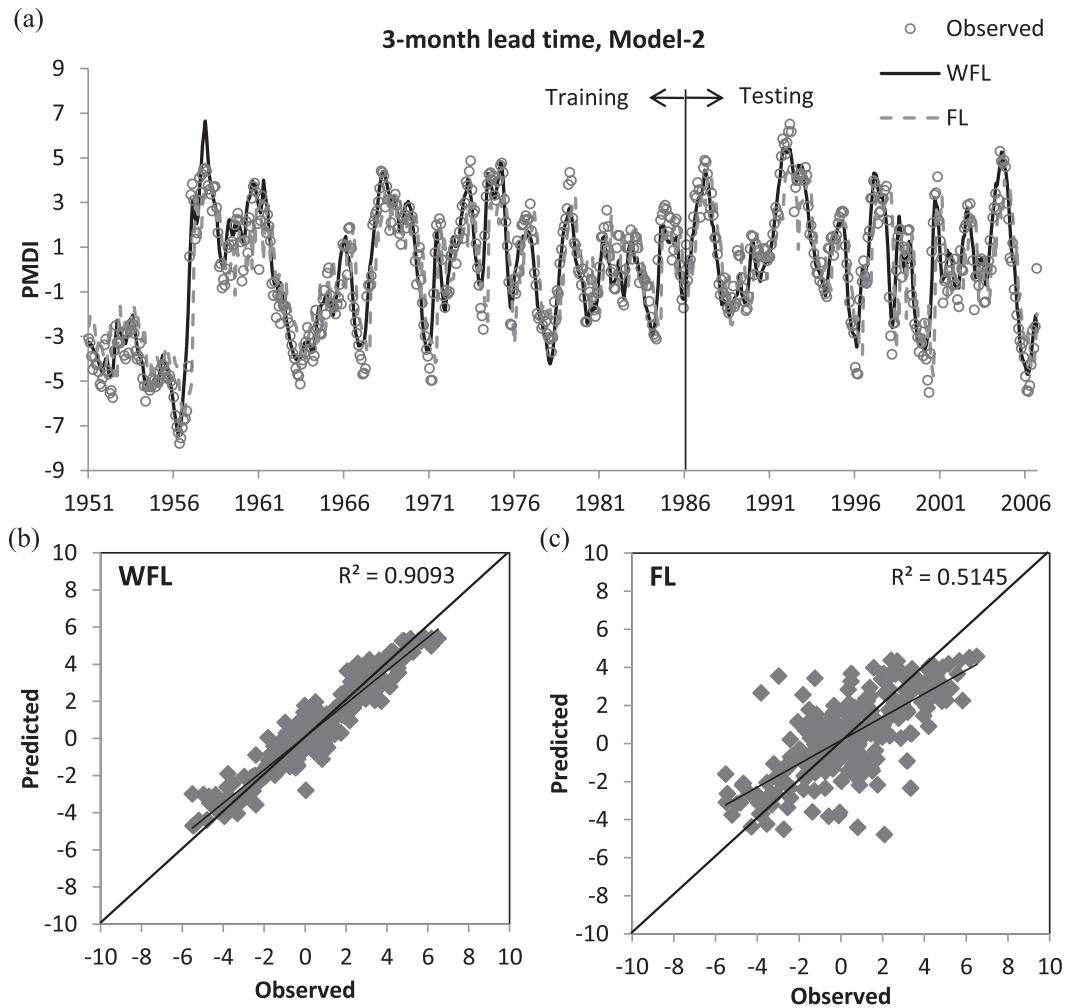 (a)
3-month lead time, Model-2
Observed
WFL
FL
Training
Testing
PMDI
9
7
5
3
1
-1
-3
-5
-7
-9
1951 1956 1961 1966 1971 1976 1981 1986 1991 1996 2001 2006
(b)
WFL
R² = 0.9093
Predicted
10
8
6
4
2
0
-2
-4
-6
-8
-10
-10 -8 -6 -4 -2 0 2 4 6 8 10
Observed
(c)
FL
R² = 0.5145
Predicted
10
8
6
4
2
0
-2
-4
-6
-8
-10
-10 -8 -6 -4 -2 0 2 4 6 8 10
Observed